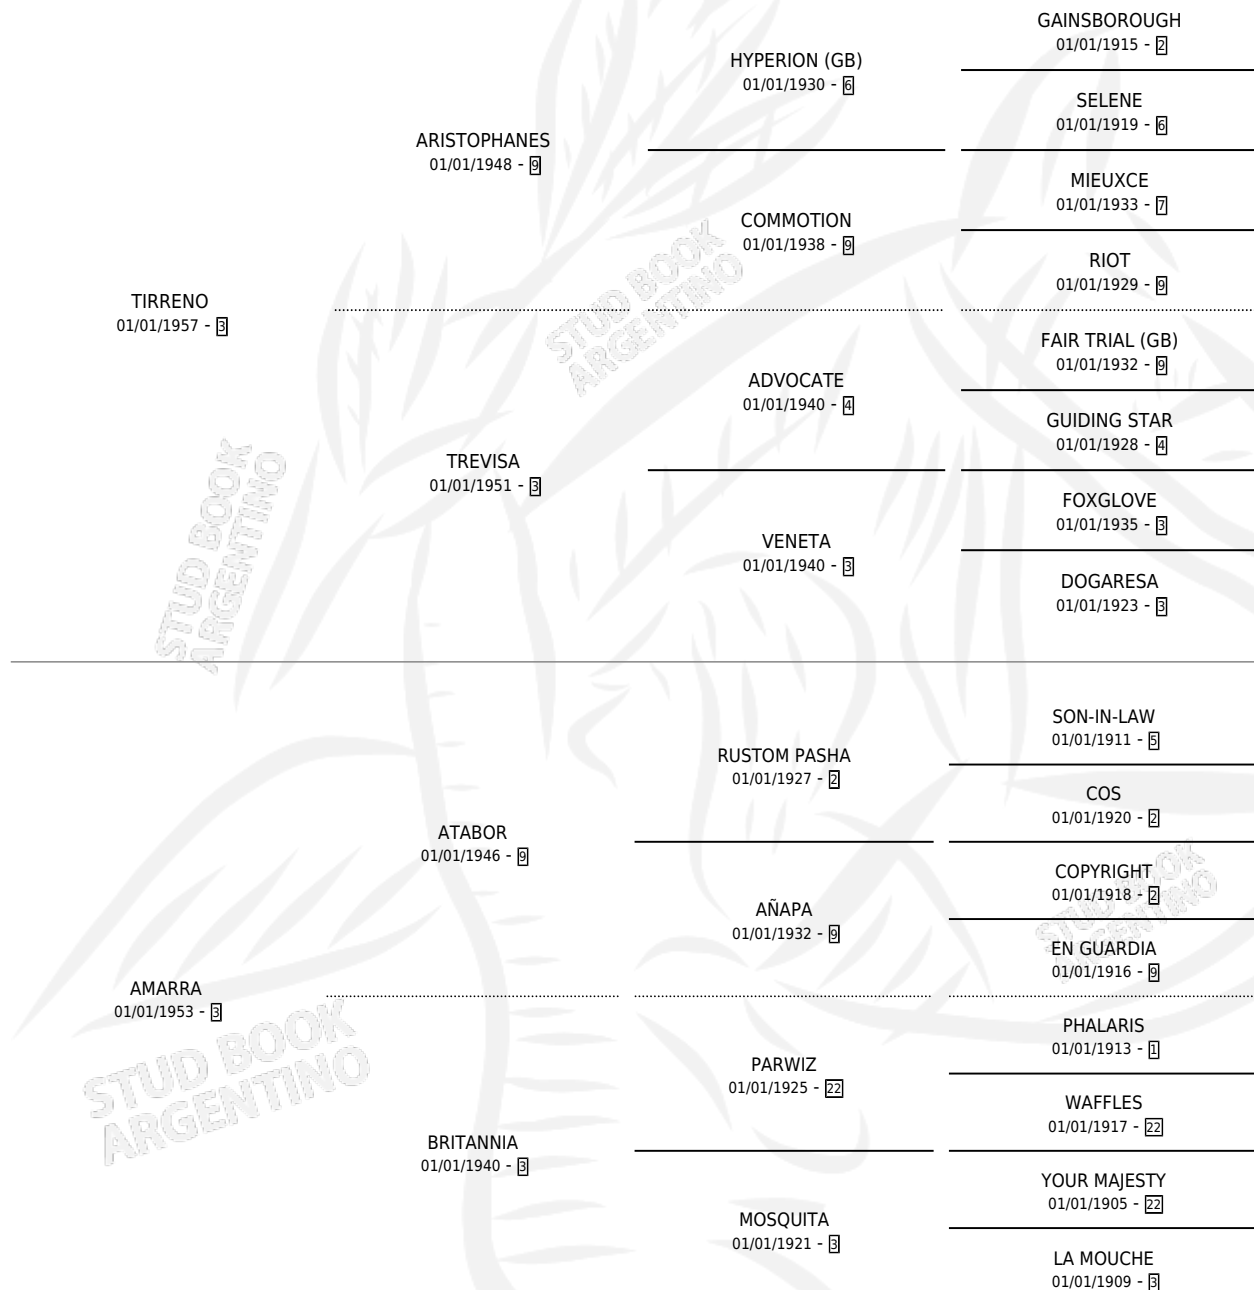 GAINSBOROUGH
01/01/1915 - 2
HYPERION (GB)
01/01/1930 - 6
SELENE
01/01/1919 - 6
ARISTOPHANES
01/01/1948 - 9
MIEUXCE
01/01/1933 - 7
COMMOTION
01/01/1938 - 9
RIOT
01/01/1929 - 9
TIRRENO
01/01/1957 - 3
FAIR TRIAL (GB)
01/01/1932 - 9
ADVOCATE
01/01/1940 - 4
GUIDING STAR
01/01/1928 - 4
TREVISA
01/01/1951 - 3
FOXGLOVE
01/01/1935 - 3
VENETA
01/01/1940 - 3
DOGARESA
01/01/1923 - 3
STUD BOOK
ARGENTINO
STUD BOOK
ARGENTINO
SON-IN-LAW
01/01/1911 - 5
RUSTOM PASHA
01/01/1927 - 2
COS
01/01/1920 - 2
ATABOR
01/01/1946 - 9
COPYRIGHT
01/01/1918 - 2
AÑAPA
01/01/1932 - 9
EN GUARDIA
01/01/1916 - 9
AMARRA
01/01/1953 - 3
PHALARIS
01/01/1913 - 1
PARWIZ
01/01/1925 - 22
WAFFLES
01/01/1917 - 22
BRITANNIA
01/01/1940 - 3
YOUR MAJESTY
01/01/1905 - 22
MOSQUITA
01/01/1921 - 3
LA MOUCHE
01/01/1909 - 3
STUD BOOK
ARGENTINO
STUD BOOK
ARGENTINO